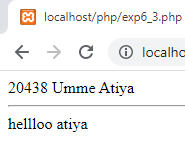 localhost/php/exp6_3.php
localho
20438 Umme Atiya
hellloo atiya